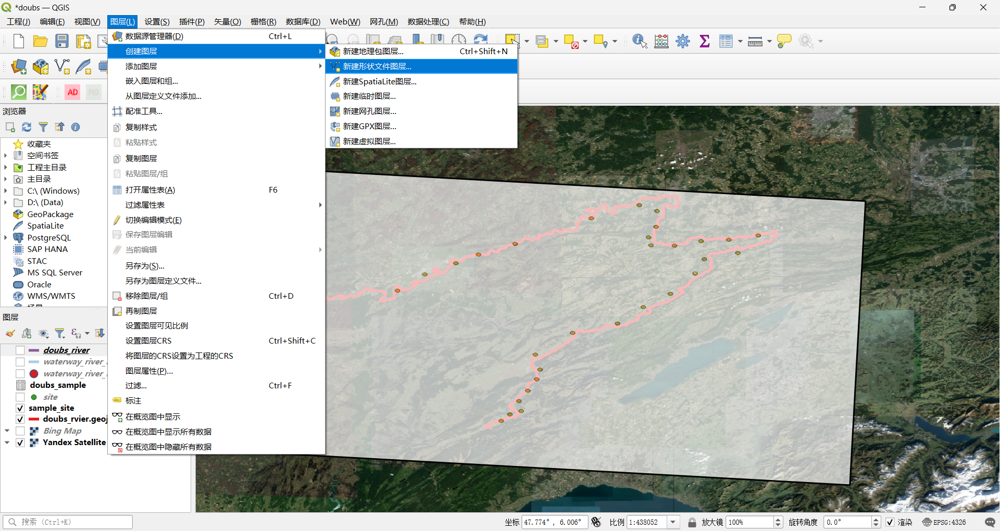 *doubs — QGIS
工程(J) 编辑(E) 视图(V) 图层(L) 设置(S) 插件(P) 矢量(O) 栅格(R) 数据库(D) Web(W) 网孔(M) 数据处理(C) 帮助(H)
数据源管理器(D) Ctrl+L
创建图层
添加图层
嵌入图层和组...
从图层定义文件添加...
配准工具...
复制样式
粘贴样式
复制图层
粘贴图层/组
打开属性表(A) F6
过滤属性表
切换编辑模式(E)
保存图层编辑
当前编辑
另存为(S)...
另存为图层定义文件...
移除图层/组 Ctrl+D
再制图层
设置图层可见比例
设置图层CRS Ctrl+Shift+C
将图层的CRS设置为工程的CRS
图层属性(P)...
过滤... Ctrl+F
abc 标注
在概览图中显示
在概览图中显示所有数据
在概览图中隐藏所有数据
新建地理包图层... Ctrl+Shift+N
新建形状文件图层...
新建SpatiaLite图层...
新建临时图层...
新建网孔图层...
新建GPX图层...
新建虚拟图层...
AD MO
浏览器
收藏夹
空间书签
工程主目录
主目录
C:\ (Windows)
D:\ (Data)
GeoPackage
SpatiaLite
PostgreSQL
SAP HANA
STAC
MS SQL Server
Oracle
WMS/WMTS
图层
doubs_river
waterway_river_
waterway_river_
doubs_sample
site
sample_site
doubs_rvier.geoj
Bing Map
Yandex Satellite
搜索 (Ctrl+K)
坐标 47.774°, 6.006° 比例 1:438052 放大镜 100% 旋转角度 0.0° 渲染 EPSG:4326